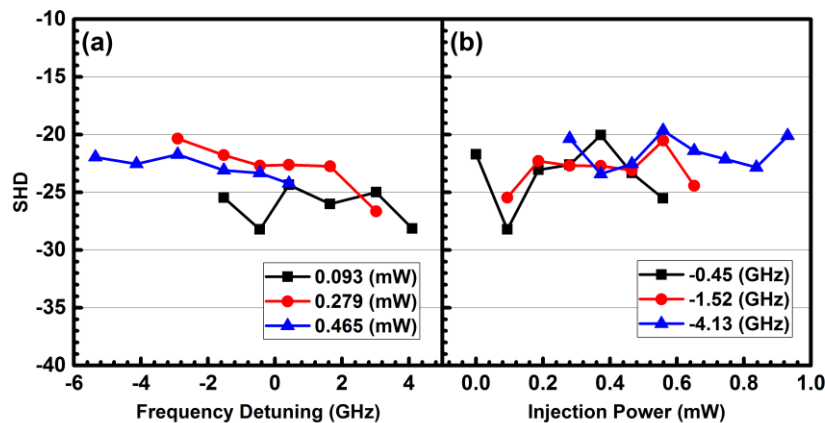 -10
-15
-20
-25
-30
-35
-40
SHD
(a)
0.093 (mW)
0.279 (mW)
0.465 (mW)
-6
-4
-2
0
2
4
Frequency Detuning (GHz)
(b)
-0.45 (GHz)
-1.52 (GHz)
-4.13 (GHz)
0.0
0.2
0.4
0.6
0.8
1.0
Injection Power (mW)